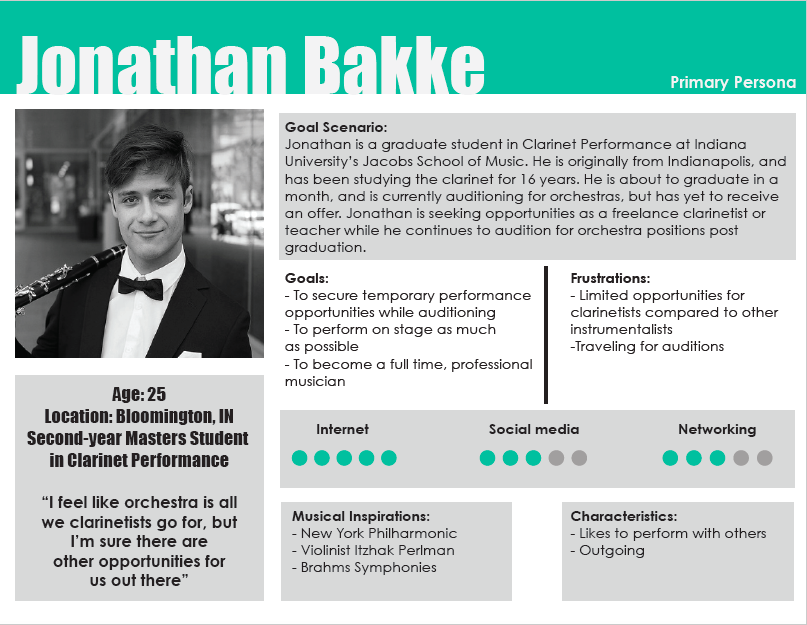 Jonathan Bakke
Primary Persona
Goal Scenario:
Jonathan is a graduate student in Clarinet Performance at Indiana
University’s Jacobs School of Music. He is originally from Indianapolis, and
has been studying the clarinet for 16 years. He is about to graduate in a
month, and is currently auditioning for orchestras, but has yet to receive
an offer. Jonathan is seeking opportunities as a freelance clarinetist or
teacher while he continues to audition for orchestra positions post
graduation.
Goals:
- To secure temporary performance
opportunities while auditioning
- To perform on stage as much
as possible
- To become a full time, professional
musician
Frustrations:
- Limited opportunities for
clarinetists compared to other
instrumentalists
-Traveling for auditions
Age: 25
Location: Bloomington, IN
Second-year Masters Student
in Clarinet Performance
“I feel like orchestra is all
we clarinetists go for, but
I’m sure there are
other opportunities for
us out there”
Internet
Social media
Networking
Musical Inspirations:
- New York Philharmonic
- Violinist Itzhak Perlman
- Brahms Symphonies
Characteristics:
- Likes to perform with others
- Outgoing